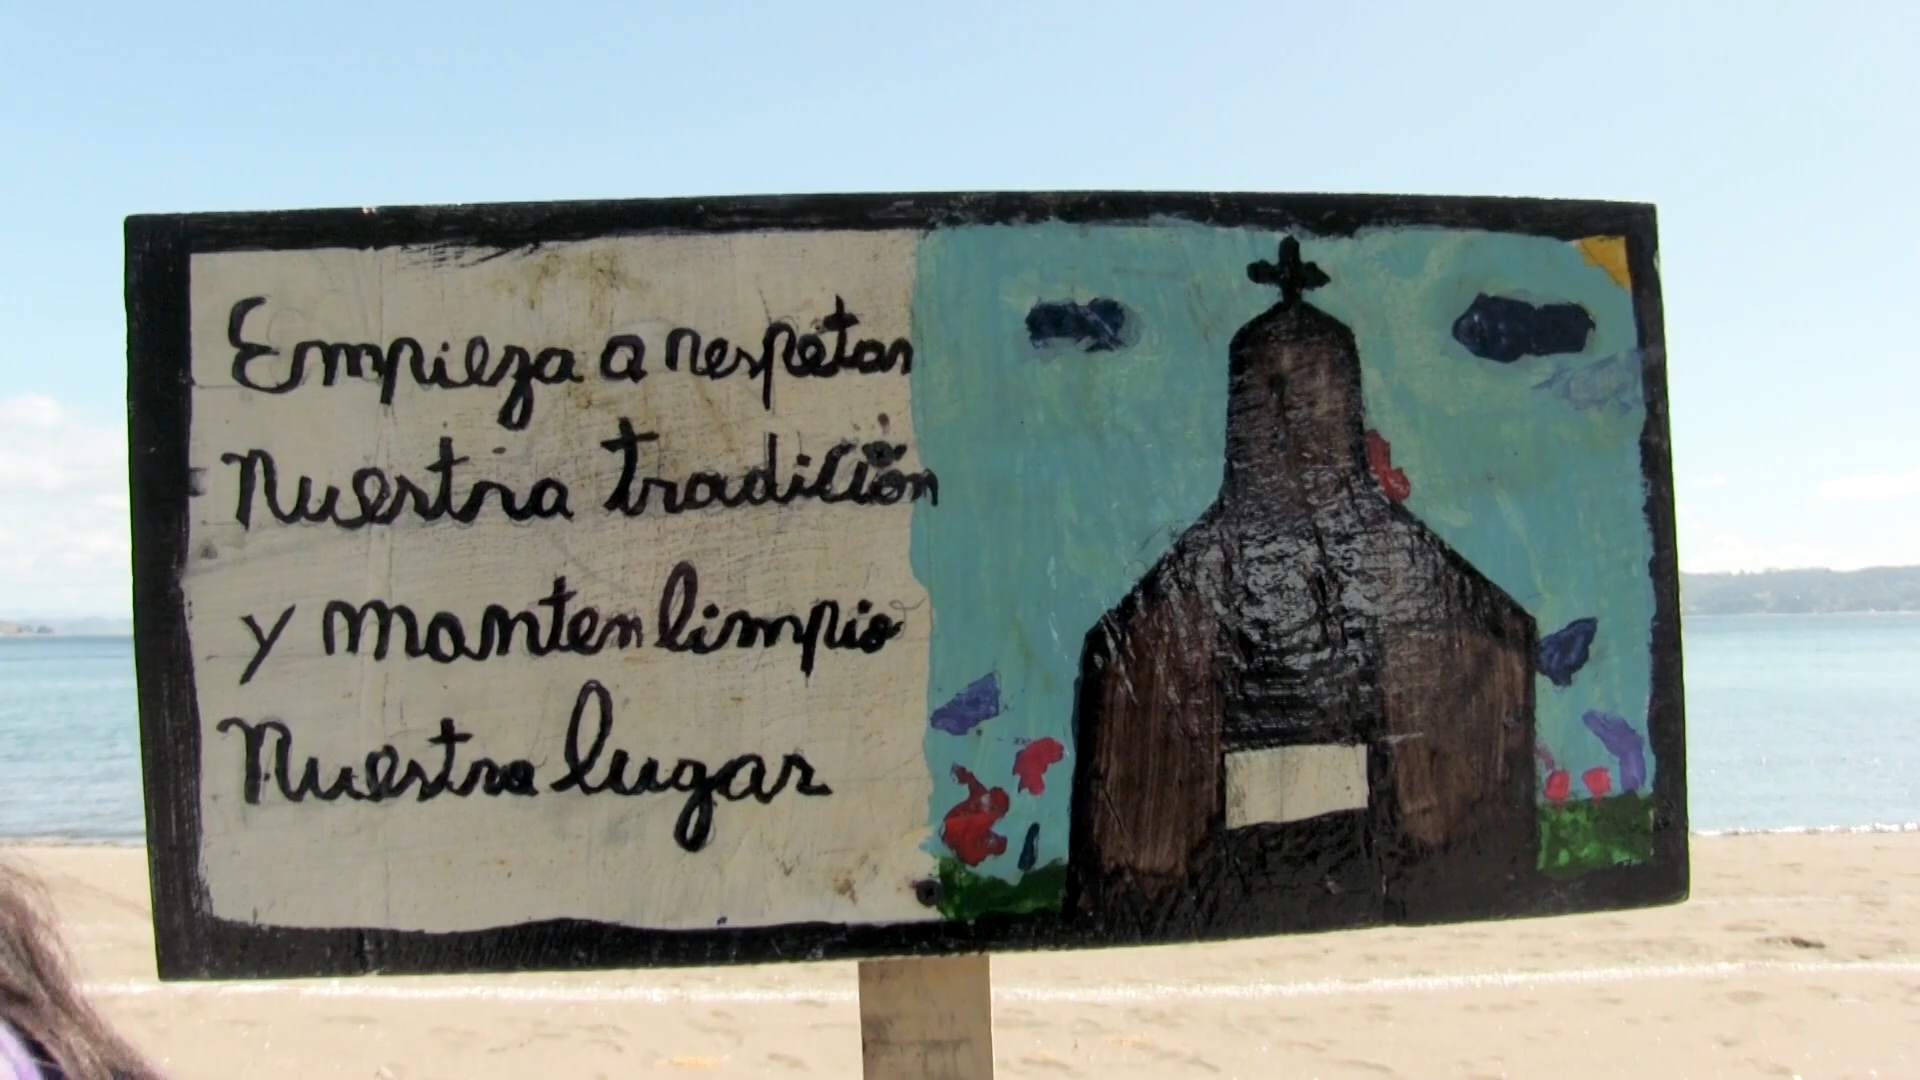 Empieza a respetar
Nuestra tradición
y manten limpio
Nuestro lugar